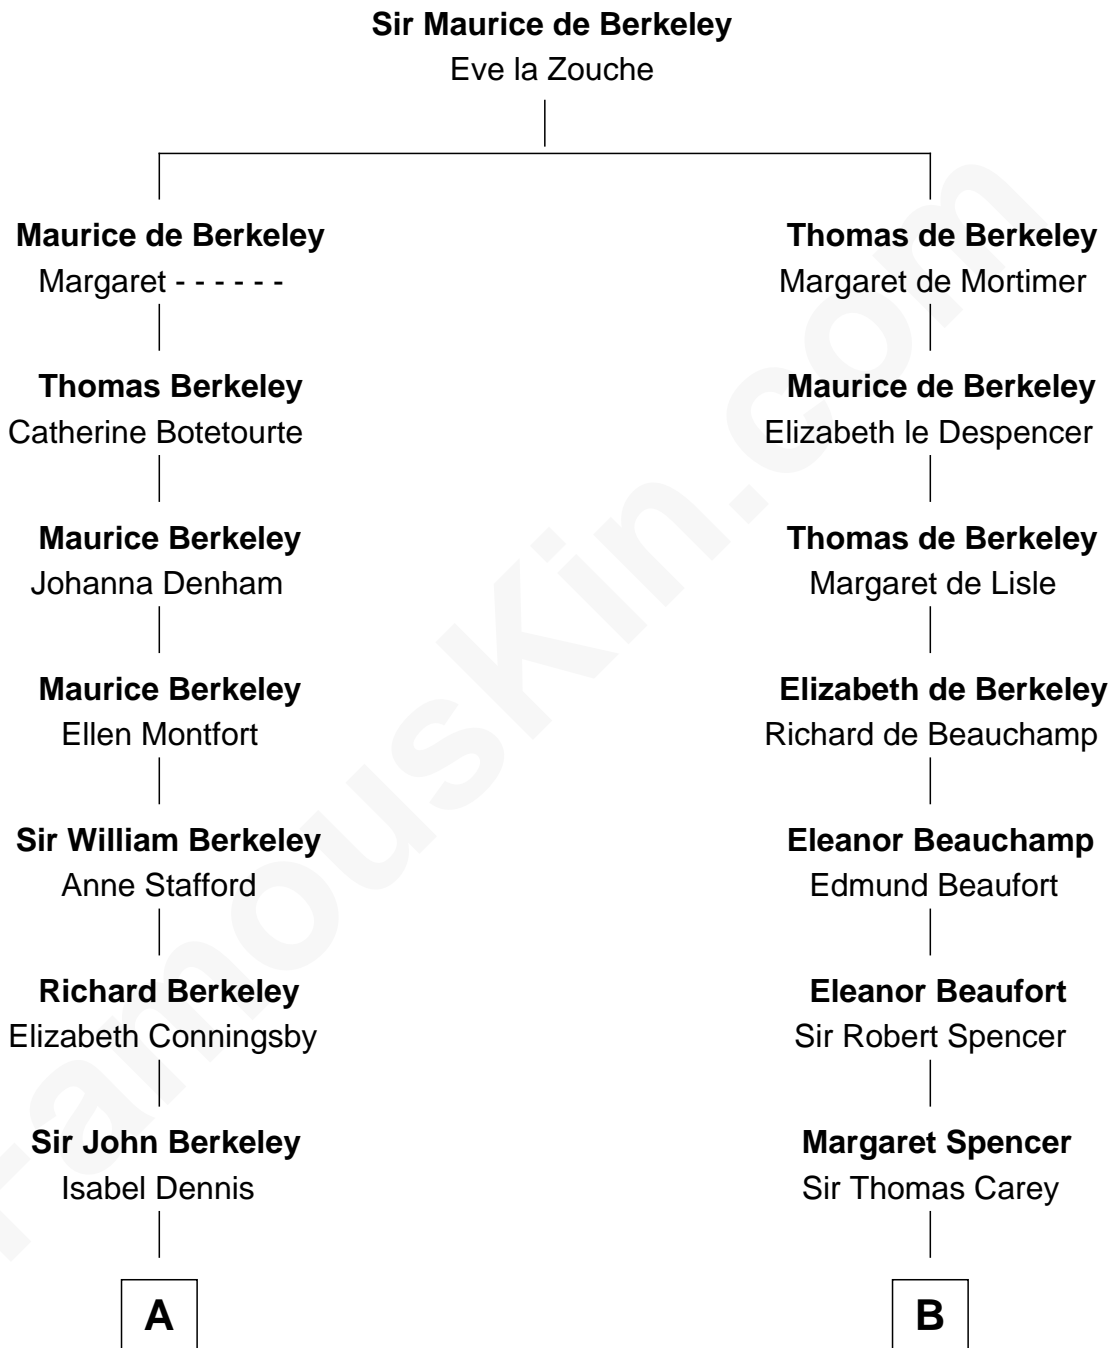 Sir Maurice de Berkeley
Eve la Zouche
Maurice de Berkeley
Margaret - - - - - -
Thomas de Berkeley
Margaret de Mortimer
Thomas Berkeley
Catherine Botetourte
Maurice de Berkeley
Elizabeth le Despencer
Maurice Berkeley
Johanna Denham
Thomas de Berkeley
Margaret de Lisle
Maurice Berkeley
Ellen Montfort
Elizabeth de Berkeley
Richard de Beauchamp
Sir William Berkeley
Anne Stafford
Eleanor Beauchamp
Edmund Beaufort
Richard Berkeley
Elizabeth Conningsby
Eleanor Beaufort
Sir Robert Spencer
Sir John Berkeley
Isabel Dennis
Margaret Spencer
Sir Thomas Carey
A
B
FamousKin.com